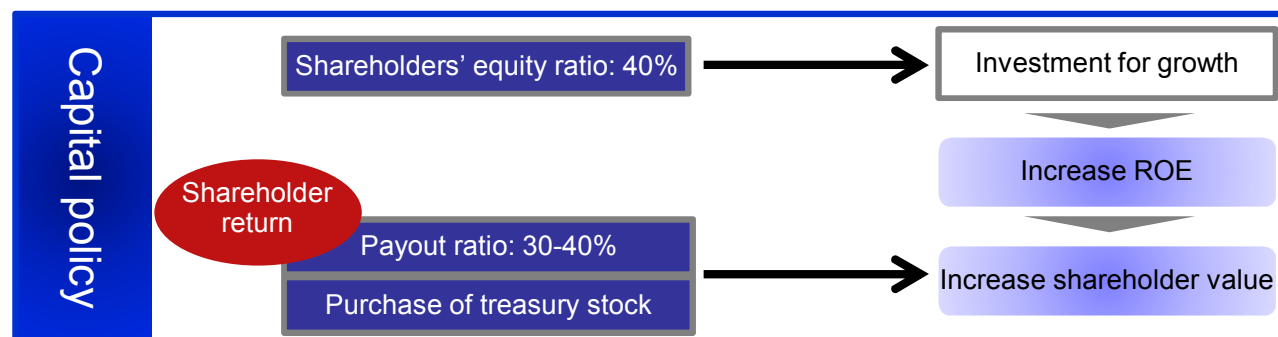 Capital policy
Shareholders’ equity ratio: 40%
Investment for growth
Increase ROE
Shareholder
return
Payout ratio: 30-40%
Purchase of treasury stock
Increase shareholder value